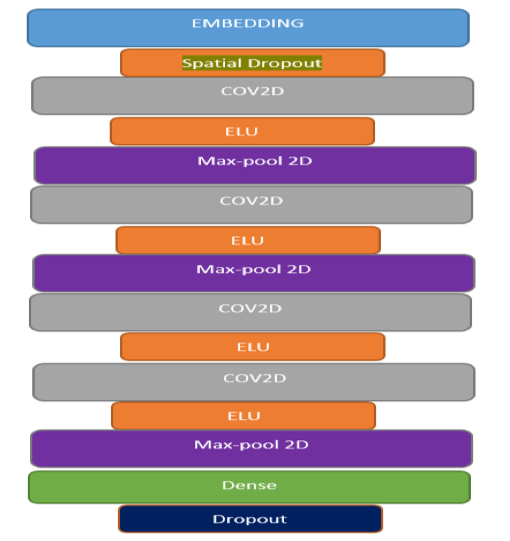 EMBEDDING
Spatial Dropout
COV2D
ELU
Max-pool 2D
COV2D
ELU
Max-pool 2D
COV2D
ELU
COV2D
ELU
Max-pool 2D
Dense
Dropout